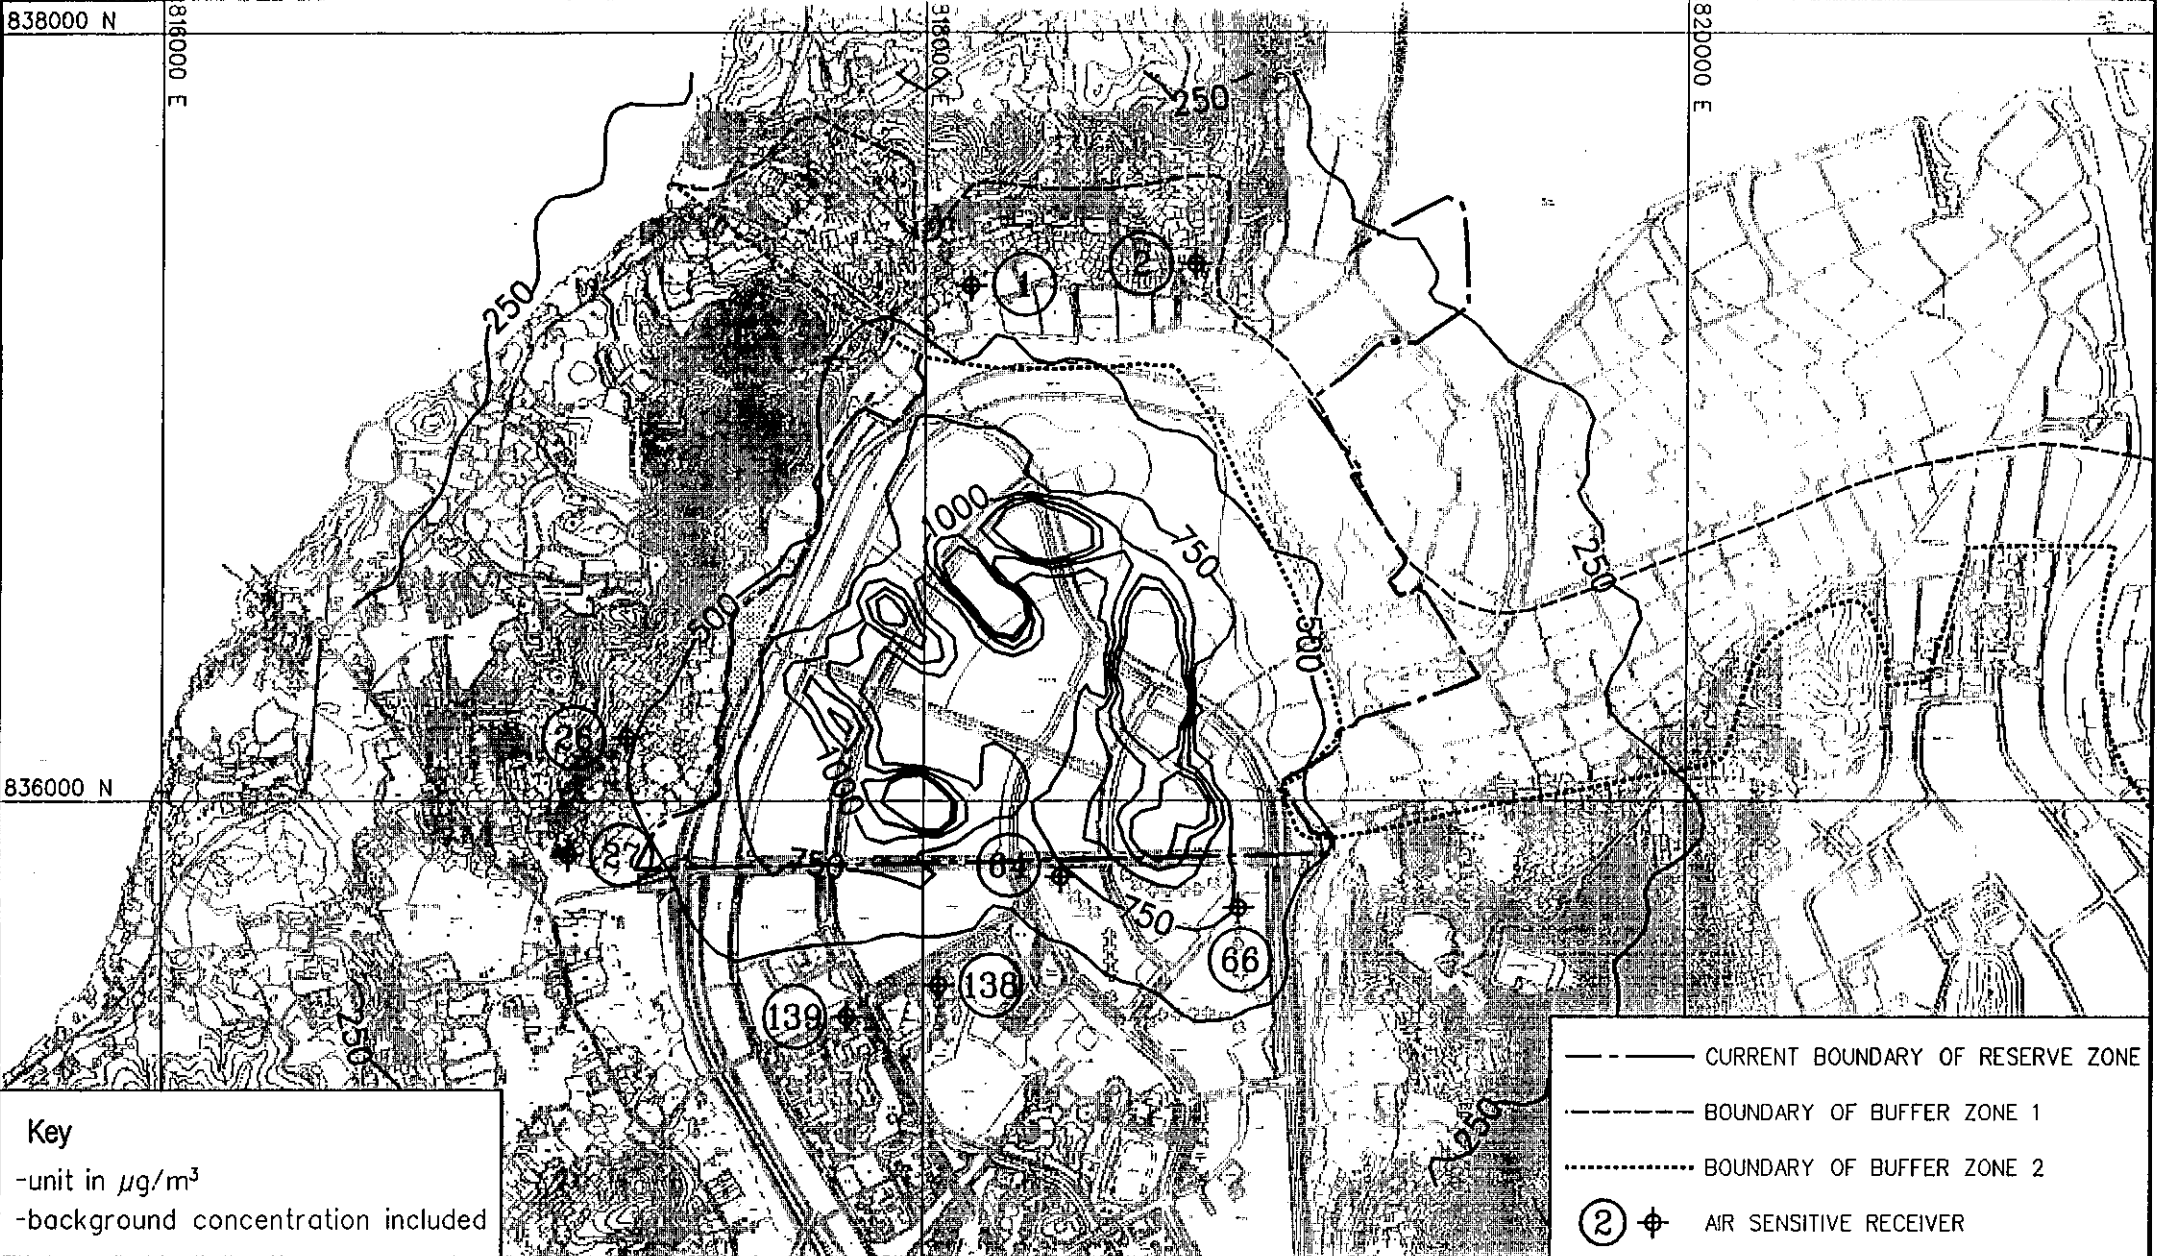 838000 N
816000 E
818000 E
820000 E
250
1
2
250
1000
750
250
500
500
26
1000
836000 N
27
750
64
750
66
138
139
250
250
CURRENT BOUNDARY OF RESERVE ZONE
BOUNDARY OF BUFFER ZONE 1
BOUNDARY OF BUFFER ZONE 2
2 AIR SENSITIVE RECEIVER
Key
-unit in µg/m³
-background concentration included